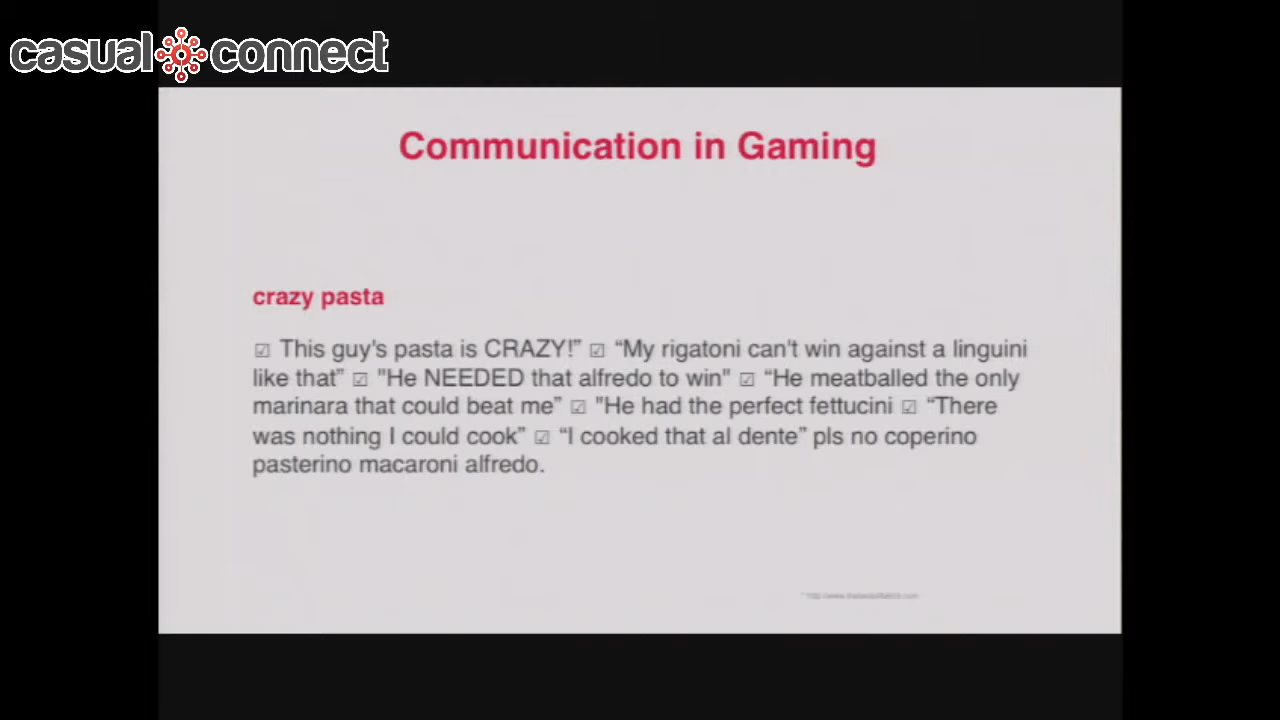 casual connect
Communication in Gaming
crazy pasta
☑ This guy's pasta is CRAZY!” ☑ “My rigatoni can't win against a linguini
like that” ☑ "He NEEDED that alfredo to win" ☑ “He meatballed the only
marinara that could beat me” ☑ "He had the perfect fettucini ☑ “There
was nothing I could cook” ☑ “I cooked that al dente” pls no coperino
pasterino macaroni alfredo.